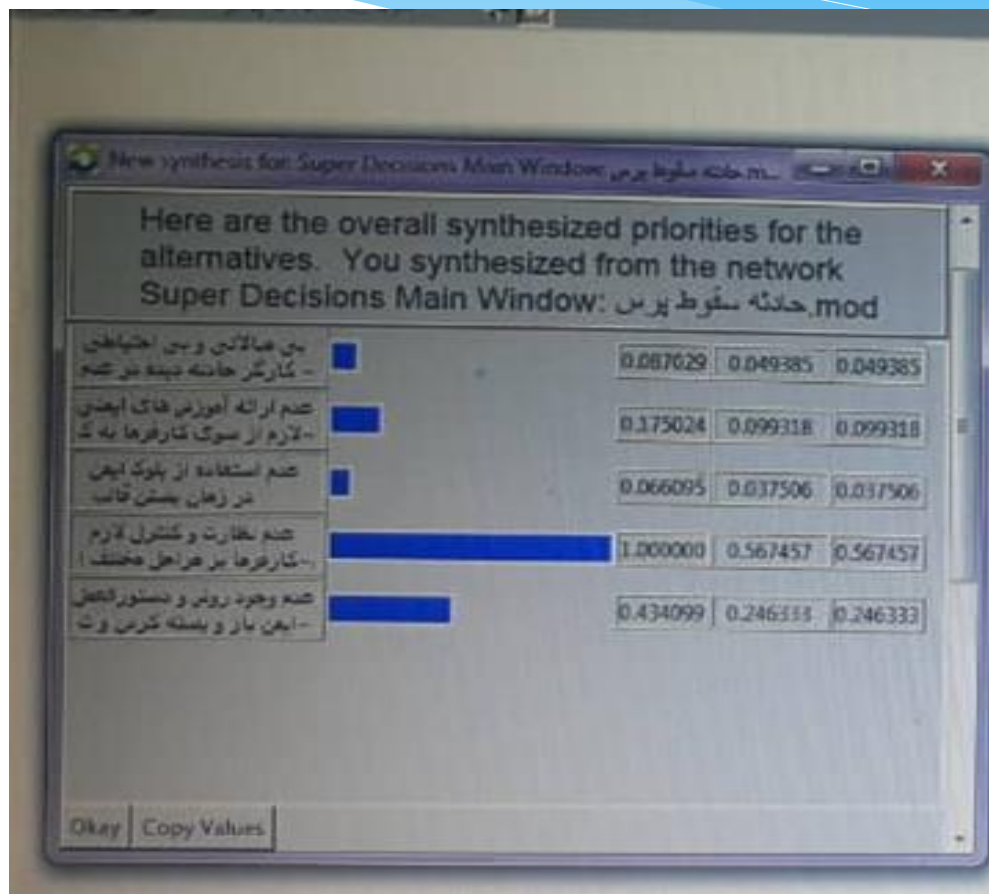 New synthesis for: Super Decisions Main Window: حادثه سقوط پرس.m...
Here are the overall synthesized priorities for the
alternatives. You synthesized from the network
Super Decisions Main Window: حادثه سقوط پرس.mod
بی مبالاتی و بی احتیاطی
کارگر حادثه دیده در عدم -
0.087029 0.049385 0.049385
عدم ارائه آموزش های ایمنی
لازم از سوی کارفرما به ک-
0.175024 0.099318 0.099318
عدم استفاده از بلوک ایمن
در زمان بستن قالب
0.066095 0.037506 0.037506
عدم نظارت و کنترل لازم
کارفرما بر مراحل مختلف ا-
1.000000 0.567457 0.567457
عدم وجود روش و دستورالعمل
ایمن باز و بسته کردن وت-
0.434099 0.246333 0.246333
Okay Copy Values